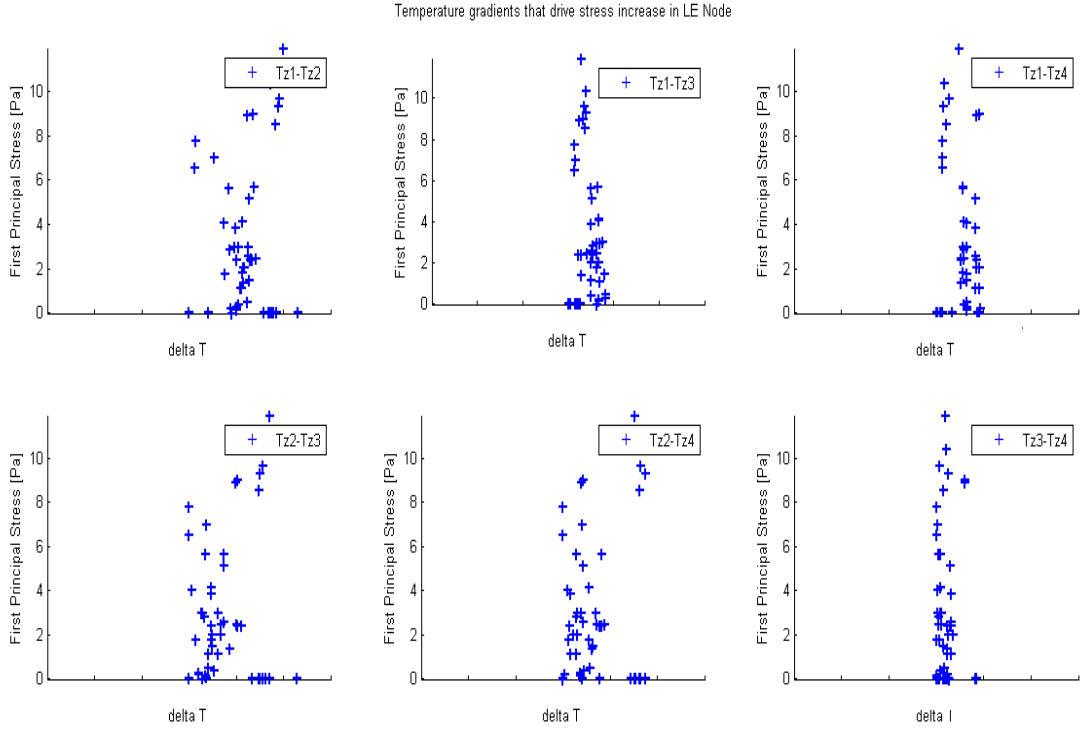 Temperature gradients that drive stress increase in LE Node
First Principal Stress [Pa]
10
8
6
4
2
0
Tz1-Tz2
delta T
First Principal Stress [Pa]
10
8
6
4
2
0
Tz1-Tz3
delta T
First Principal Stress [Pa]
10
8
6
4
2
0
Tz1-Tz4
delta T
First Principal Stress [Pa]
10
8
6
4
2
0
Tz2-Tz3
delta T
First Principal Stress [Pa]
10
8
6
4
2
0
Tz2-Tz4
delta T
First Principal Stress [Pa]
10
8
6
4
2
0
Tz3-Tz4
delta I